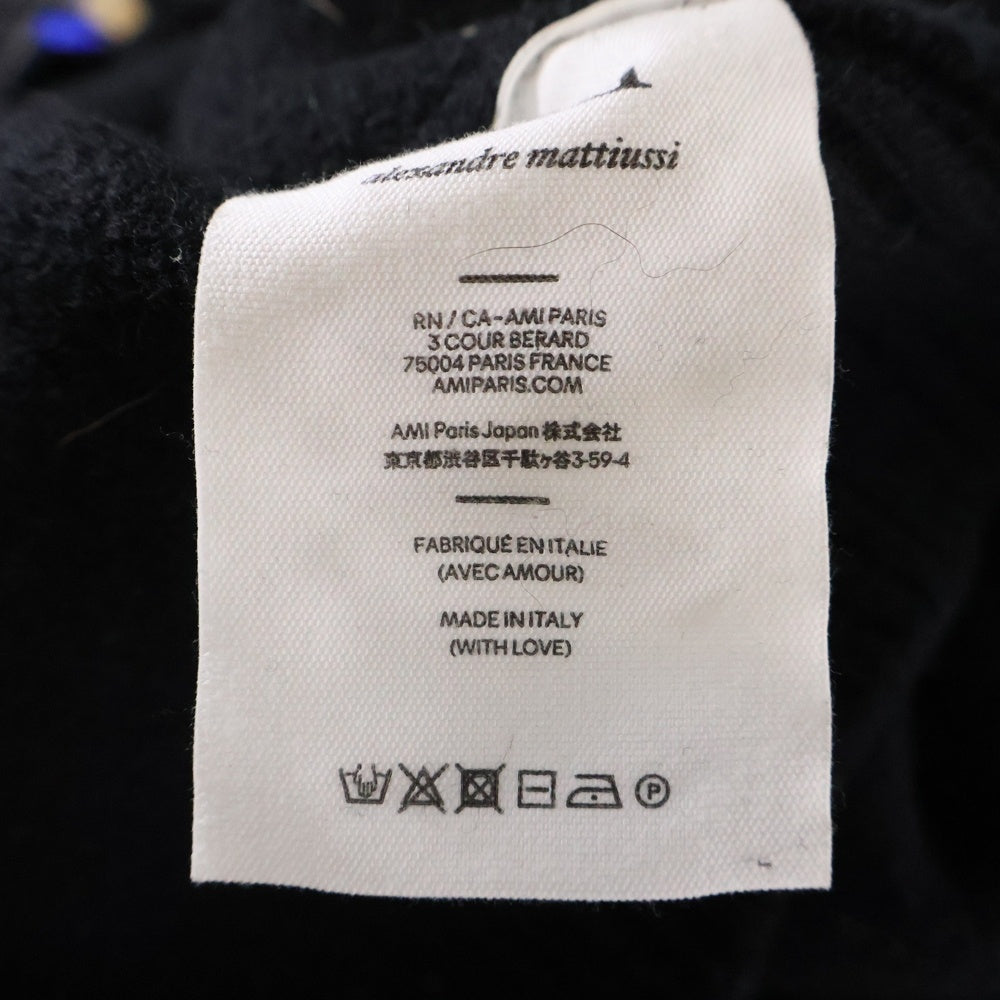 alexandre mattiussi
RN / CA-AMI PARIS
3 COUR BÉRARD
75004 PARIS FRANCE
AMIPARIS.COM
AMI Paris Japan 株式会社
東京都渋谷区千駄ヶ谷3-59-4
FABRIQUÉ EN ITALIE
(AVEC AMOUR)
MADE IN ITALY
(WITH LOVE)
P